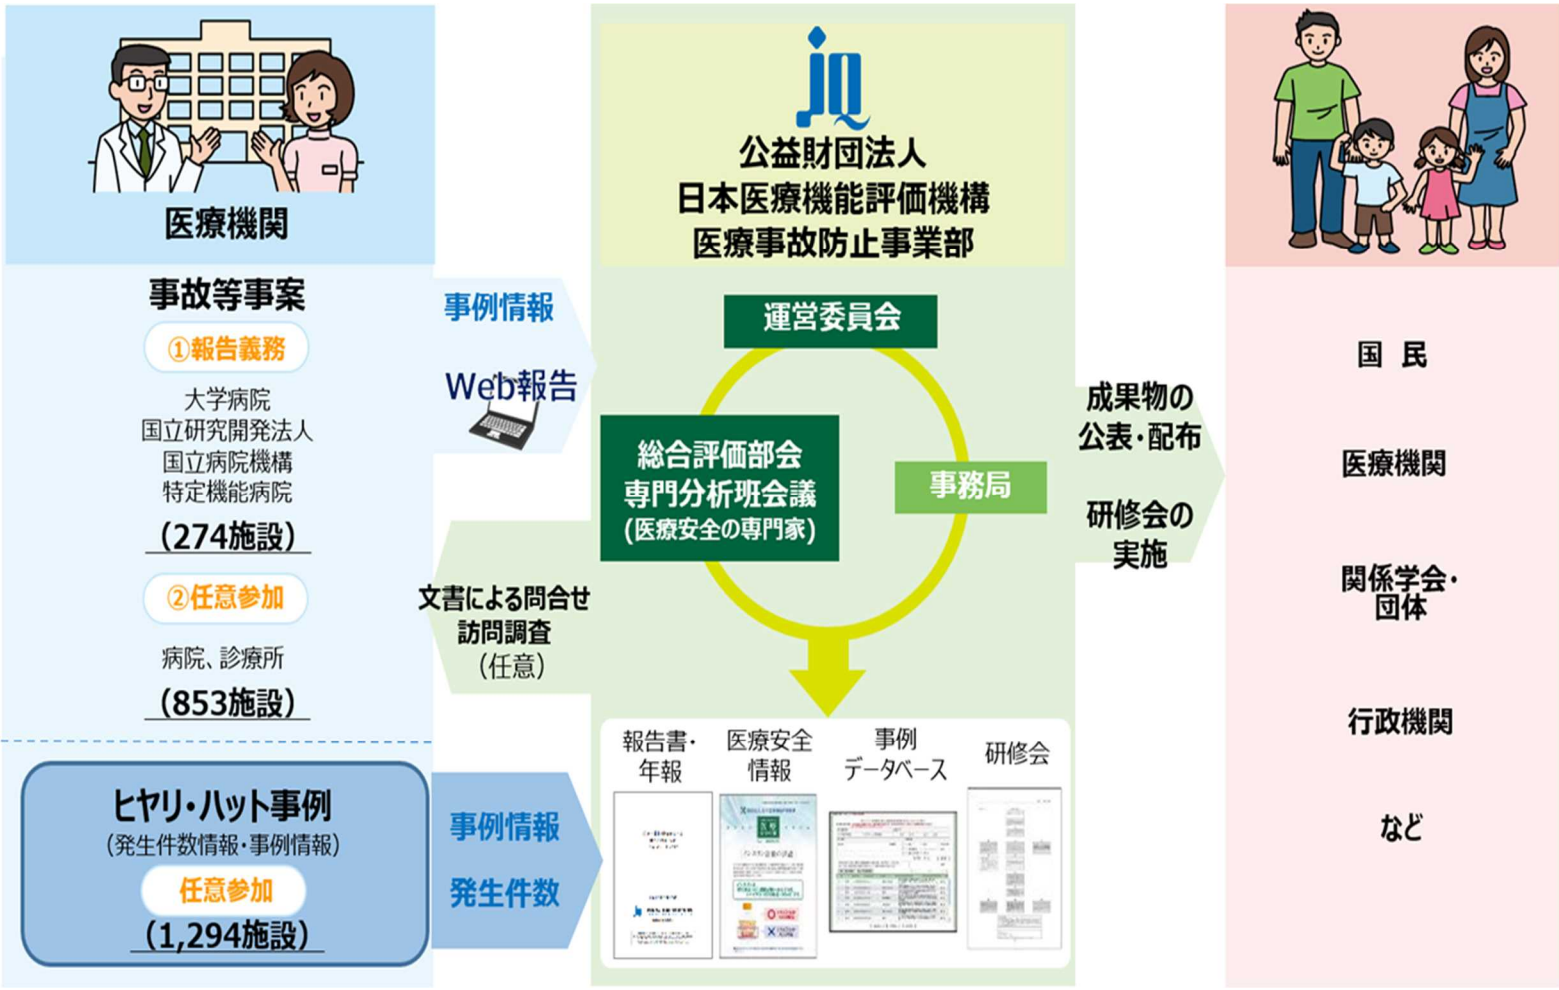 医療機関
事故等事案
①報告義務
大学病院
国立研究開発法人
国立病院機構
特定機能病院
(274施設)
②任意参加
病院、診療所
(853施設)
ヒヤリ・ハット事例
(発生件数情報・事例情報)
任意参加
(1,294施設)
事例情報
Web報告
文書による問合せ
訪問調査
(任意)
事例情報
発生件数
jQ
公益財団法人
日本医療機能評価機構
医療事故防止事業部
運営委員会
総合評価部会
専門分析班会議
(医療安全の専門家)
事務局
報告書・
年報
医療安全
情報
事例
データベース
研修会
成果物の
公表・配布
研修会の
実施
国 民
医療機関
関係学会・
団体
行政機関
など